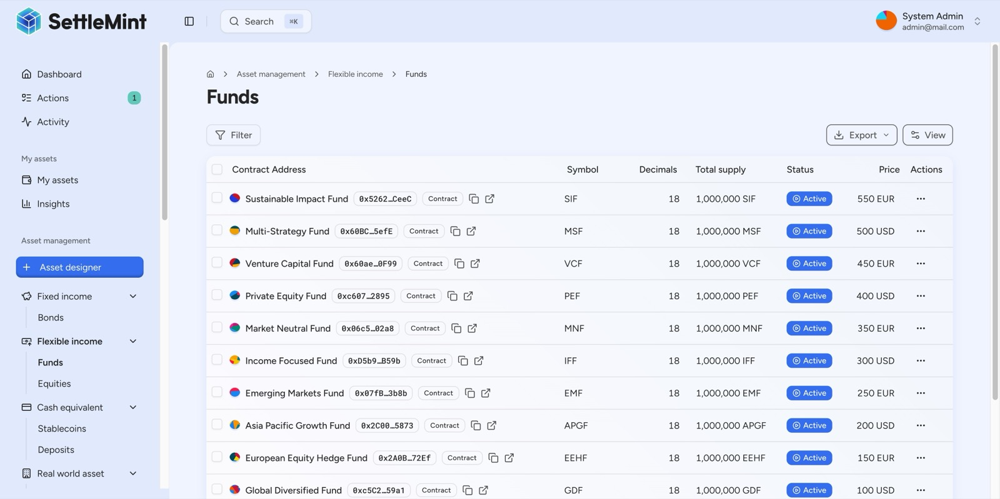 SettleMint
Search ⌘K
System Admin
admin@mail.com
Dashboard
Actions 1
Activity
My assets
My assets
Insights
Asset management
Asset designer
Fixed income
Bonds
Flexible income
Funds
Equities
Cash equivalent
Stablecoins
Deposits
Real world asset
Asset management > Flexible income > Funds
Funds
Filter
Export
View
Contract Address Symbol Decimals Total supply Status Price Actions
Sustainable Impact Fund 0x5262…CeeC Contract SIF 18 1,000,000 SIF Active 550 EUR
Multi-Strategy Fund 0x60BC…5efE Contract MSF 18 1,000,000 MSF Active 500 USD
Venture Capital Fund 0x60ae…0F99 Contract VCF 18 1,000,000 VCF Active 450 EUR
Private Equity Fund 0xc607…2895 Contract PEF 18 1,000,000 PEF Active 400 USD
Market Neutral Fund 0x06c5…02a8 Contract MNF 18 1,000,000 MNF Active 350 EUR
Income Focused Fund 0xD5b9…B59b Contract IFF 18 1,000,000 IFF Active 300 USD
Emerging Markets Fund 0x07fB…3b8b Contract EMF 18 1,000,000 EMF Active 250 EUR
Asia Pacific Growth Fund 0x2C00…5873 Contract APGF 18 1,000,000 APGF Active 200 USD
European Equity Hedge Fund 0x2A0B…72Ef Contract EEHF 18 1,000,000 EEHF Active 150 EUR
Global Diversified Fund 0xc5C2…59a1 Contract GDF 18 1,000,000 GDF Active 100 USD